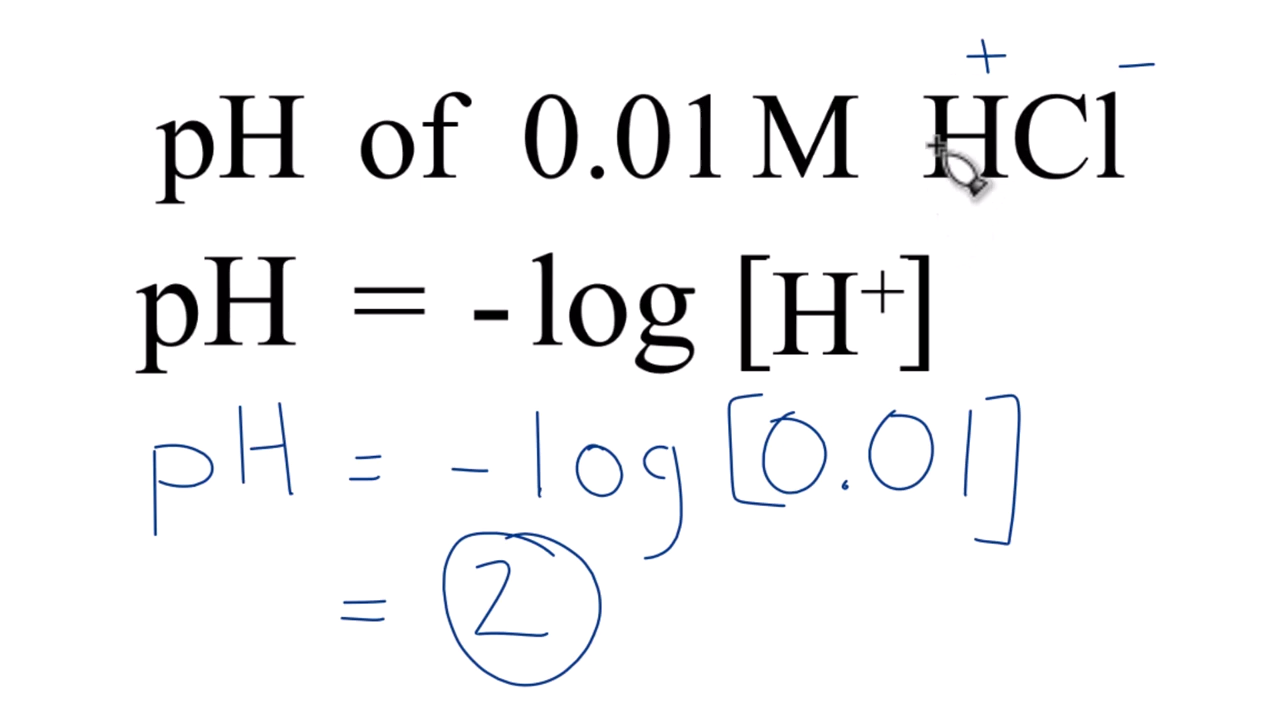 + −
pH of 0.01 M HCl
pH = -log [H⁺]
pH = -log [0.01]
= 2